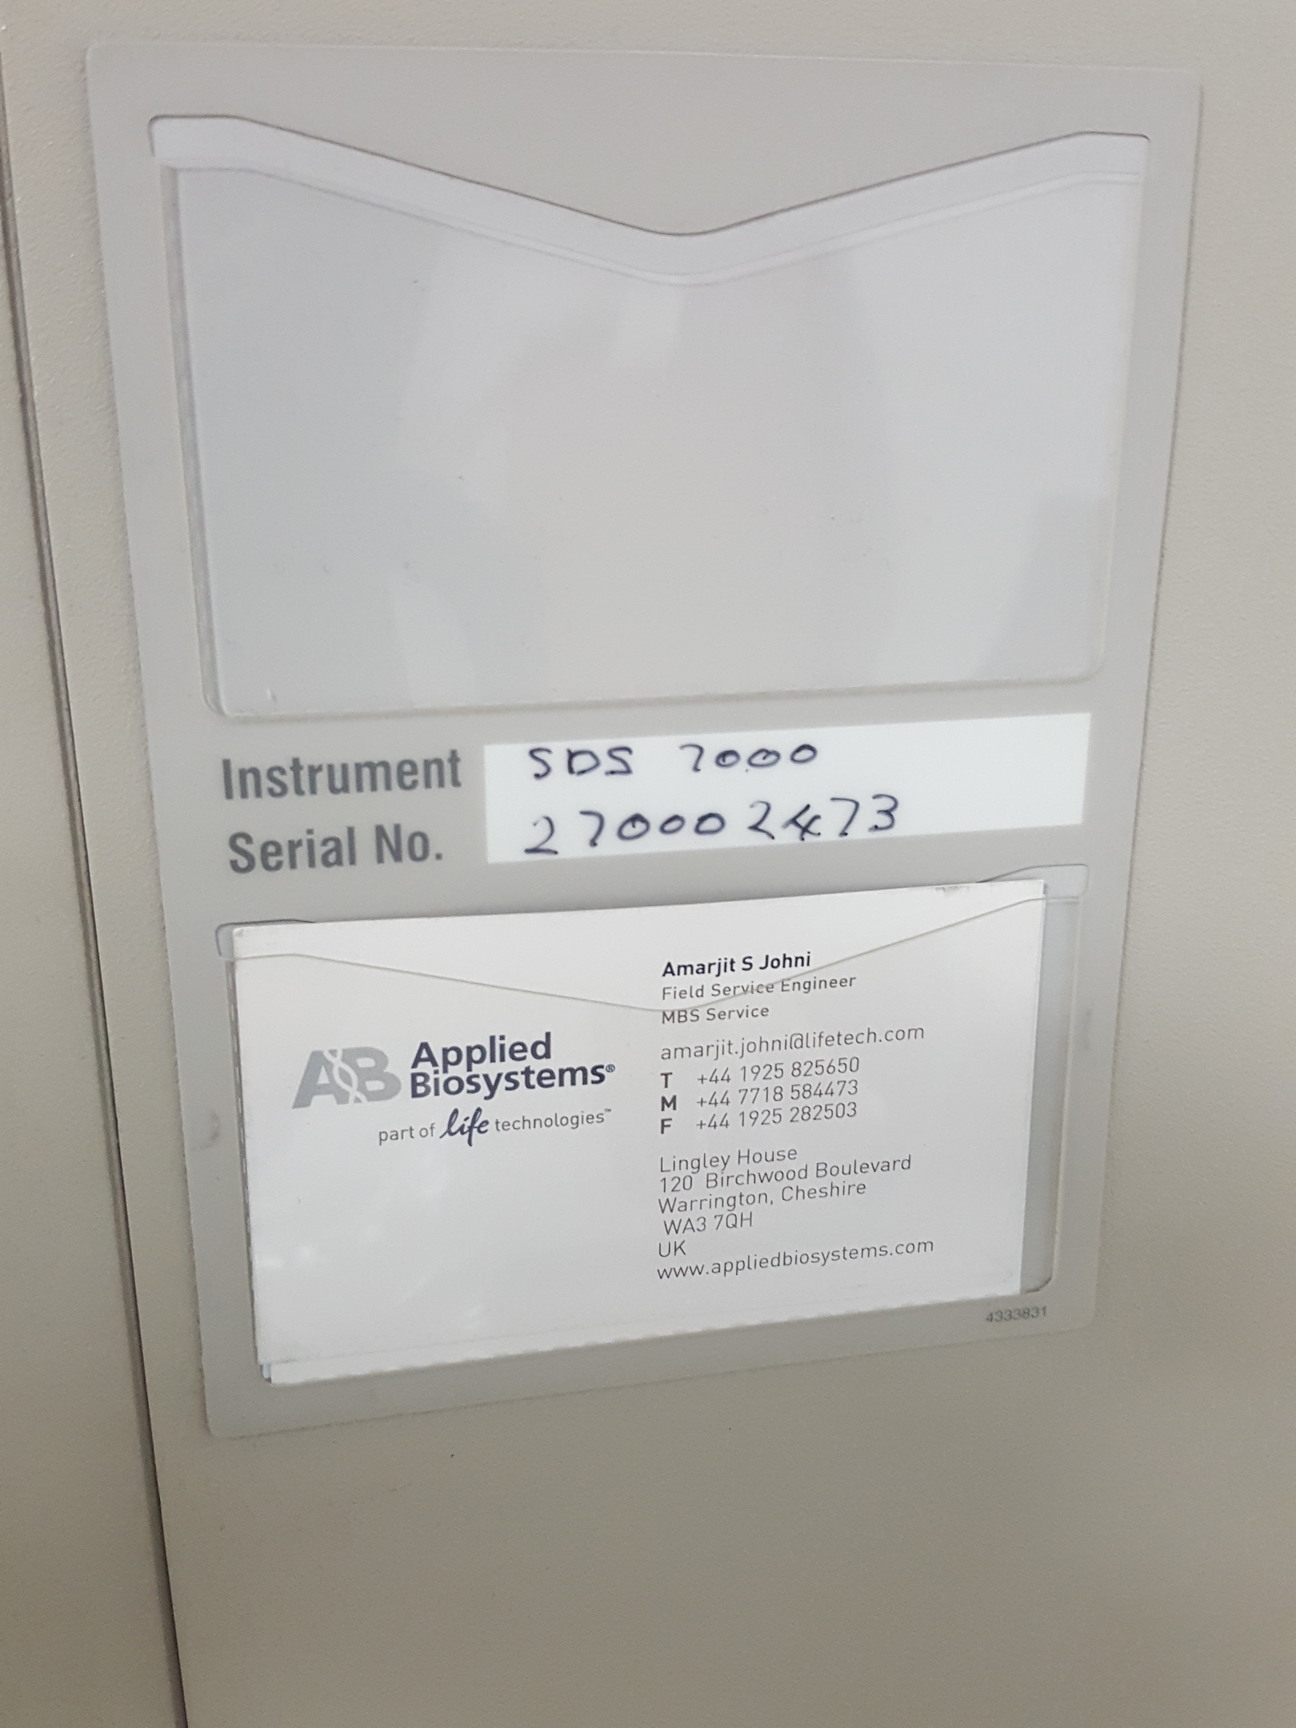 Instrument SDS 7000
Serial No. 270002473
Amarjit S Johni
Field Service Engineer
MBS Service
amarjit.johni@lifetech.com
T +44 1925 825650
M +44 7718 584473
F +44 1925 282503
Lingley House
120 Birchwood Boulevard
Warrington, Cheshire
WA3 7QH
UK
www.appliedbiosystems.com
AB Applied
Biosystems®
part of life technologies™
4333831